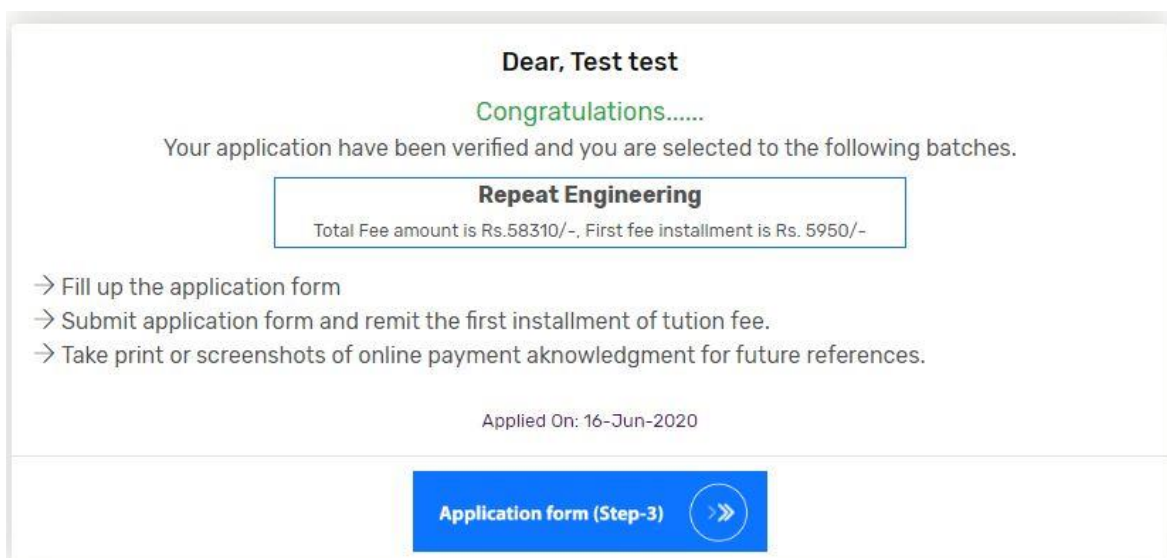 Dear, Test test
Congratulations......
Your application have been verified and you are selected to the following batches.
Repeat Engineering
Total Fee amount is Rs.58310/-, First fee installment is Rs. 5950/-
→ Fill up the application form
→ Submit application form and remit the first installment of tution fee.
→ Take print or screenshots of online payment aknowledgment for future references.
Applied On: 16-Jun-2020
Application form (Step-3)